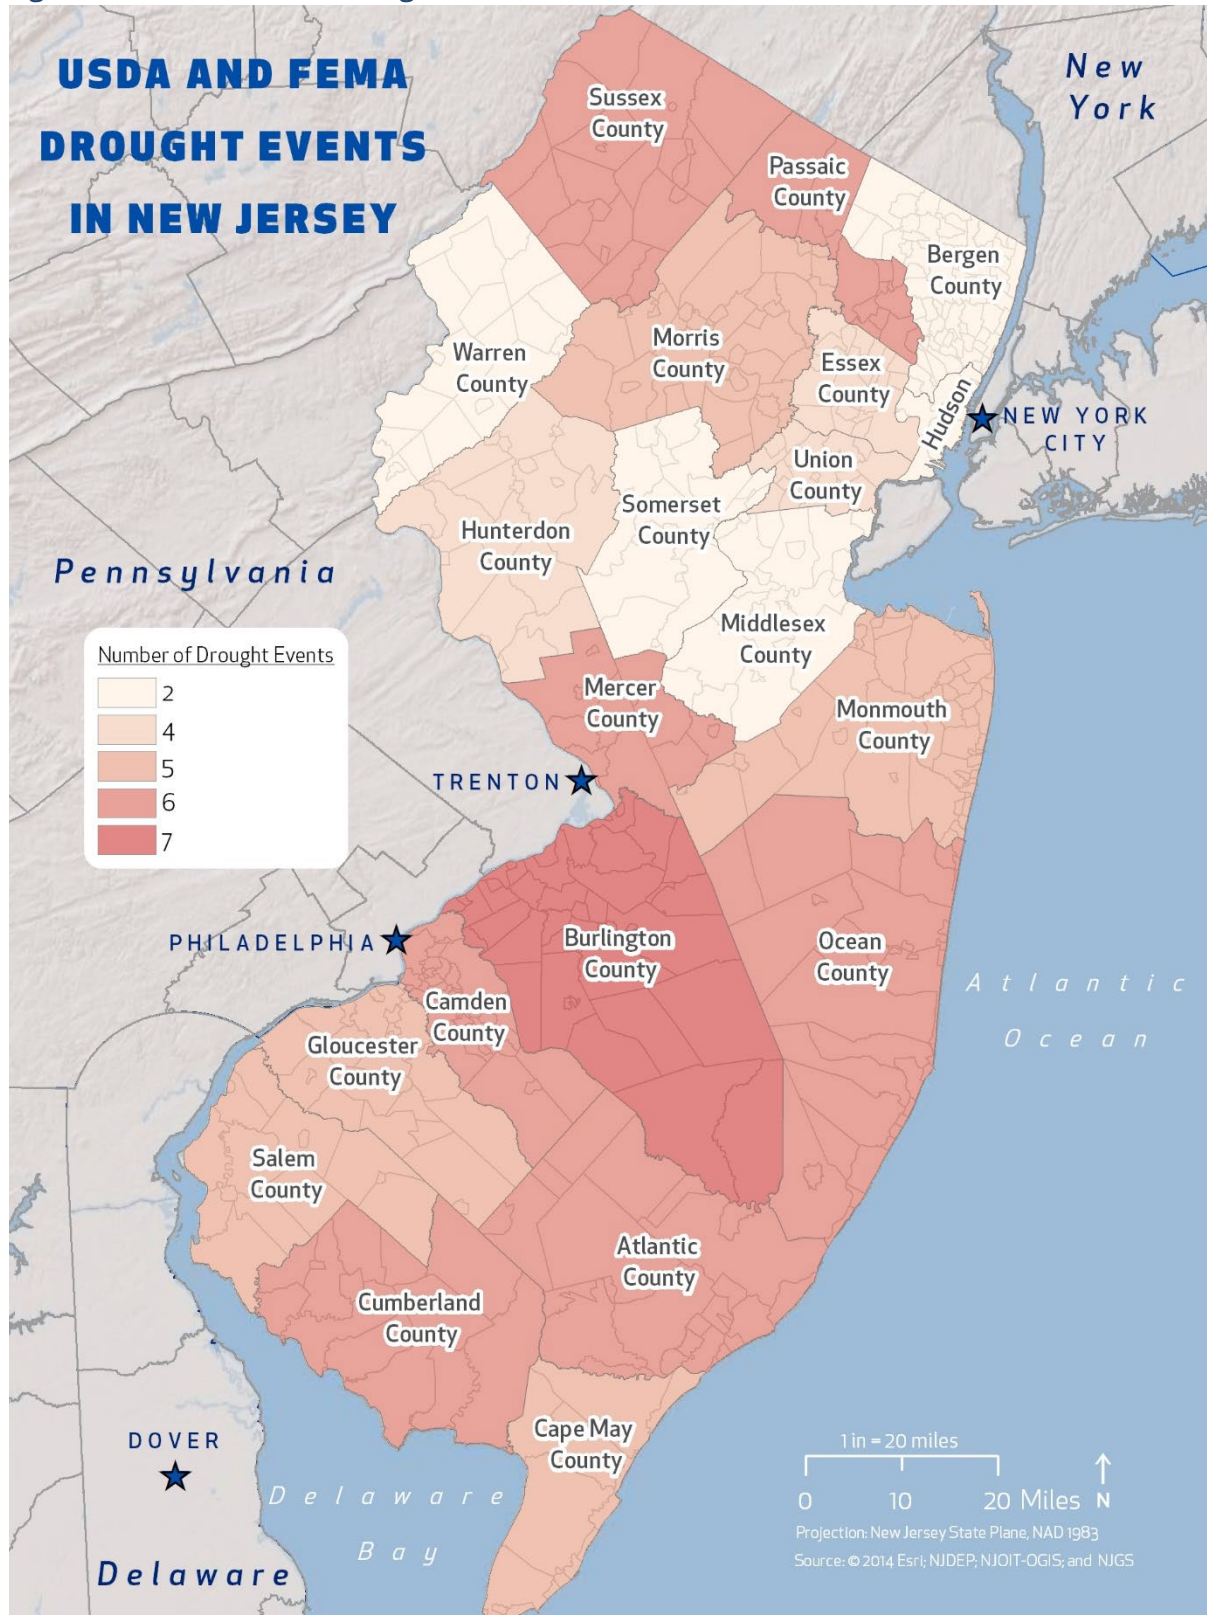 USDA AND FEMA
DROUGHT EVENTS
IN NEW JERSEY
New
York
Sussex
County
Passaic
County
Bergen
County
Warren
County
Morris
County
Essex
County
Hudson
NEW YORK
CITY
Union
County
Somerset
County
Hunterdon
County
Pennsylvania
Middlesex
County
Number of Drought Events
2
4
5
6
7
Mercer
County
Monmouth
County
TRENTON
PHILADELPHIA
Burlington
County
Ocean
County
Atlantic
Ocean
Camden
County
Gloucester
County
Salem
County
Atlantic
County
Cumberland
County
Cape May
County
DOVER
Delaware
Bay
Delaware
1 in = 20 miles
0 10 20 Miles N
Projection: New Jersey State Plane, NAD 1983
Source: © 2014 Esri; NJDEP; NJOIT-OGIS; and NJGS